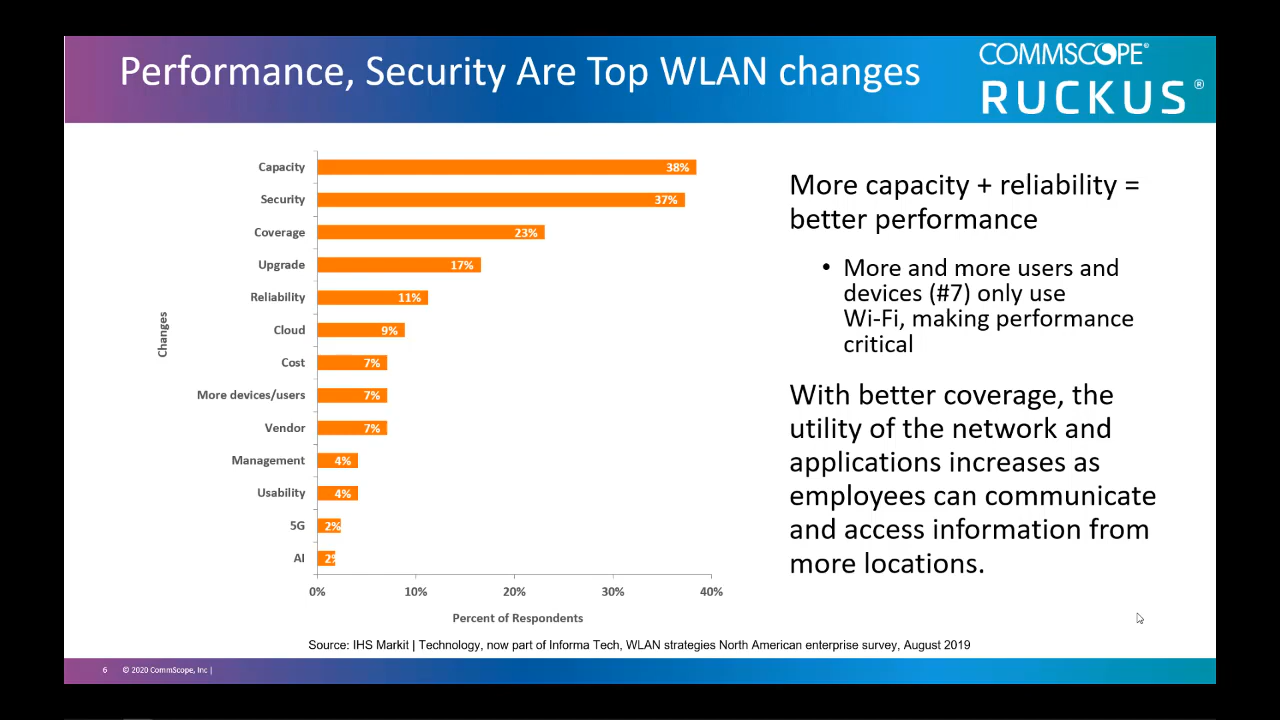 Performance, Security Are Top WLAN changes
COMMSCOPE®
RUCKUS®
Capacity 38%
Security 37%
Coverage 23%
Upgrade 17%
Reliability 11%
Cloud 9%
Cost 7%
More devices/users 7%
Vendor 7%
Management 4%
Usability 4%
5G 2%
AI 2%
Changes
0% 10% 20% 30% 40%
Percent of Respondents
More capacity + reliability =
better performance
• More and more users and
devices (#7) only use
Wi-Fi, making performance
critical
With better coverage, the
utility of the network and
applications increases as
employees can communicate
and access information from
more locations.
Source: IHS Markit | Technology, now part of Informa Tech, WLAN strategies North American enterprise survey, August 2019
6 © 2020 CommScope, Inc |